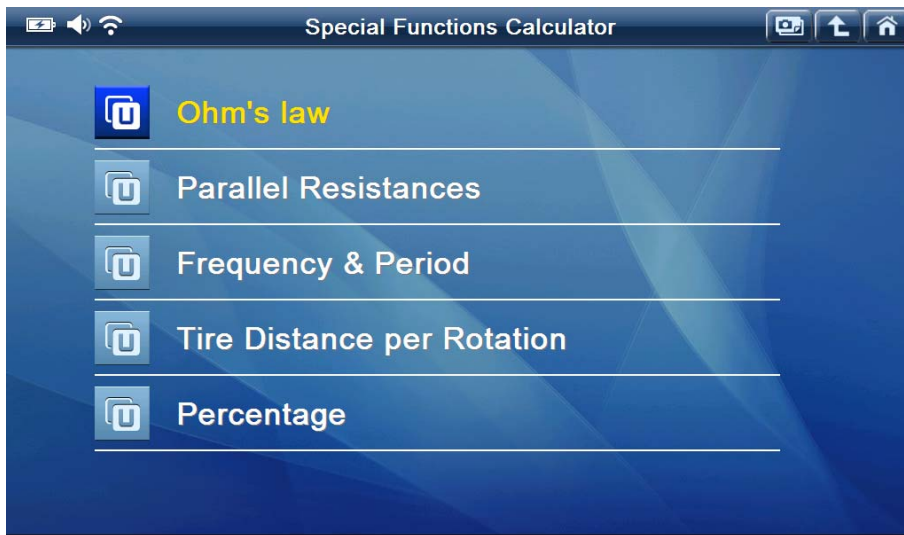 Special Functions Calculator
Ohm's law
Parallel Resistances
Frequency & Period
Tire Distance per Rotation
Percentage